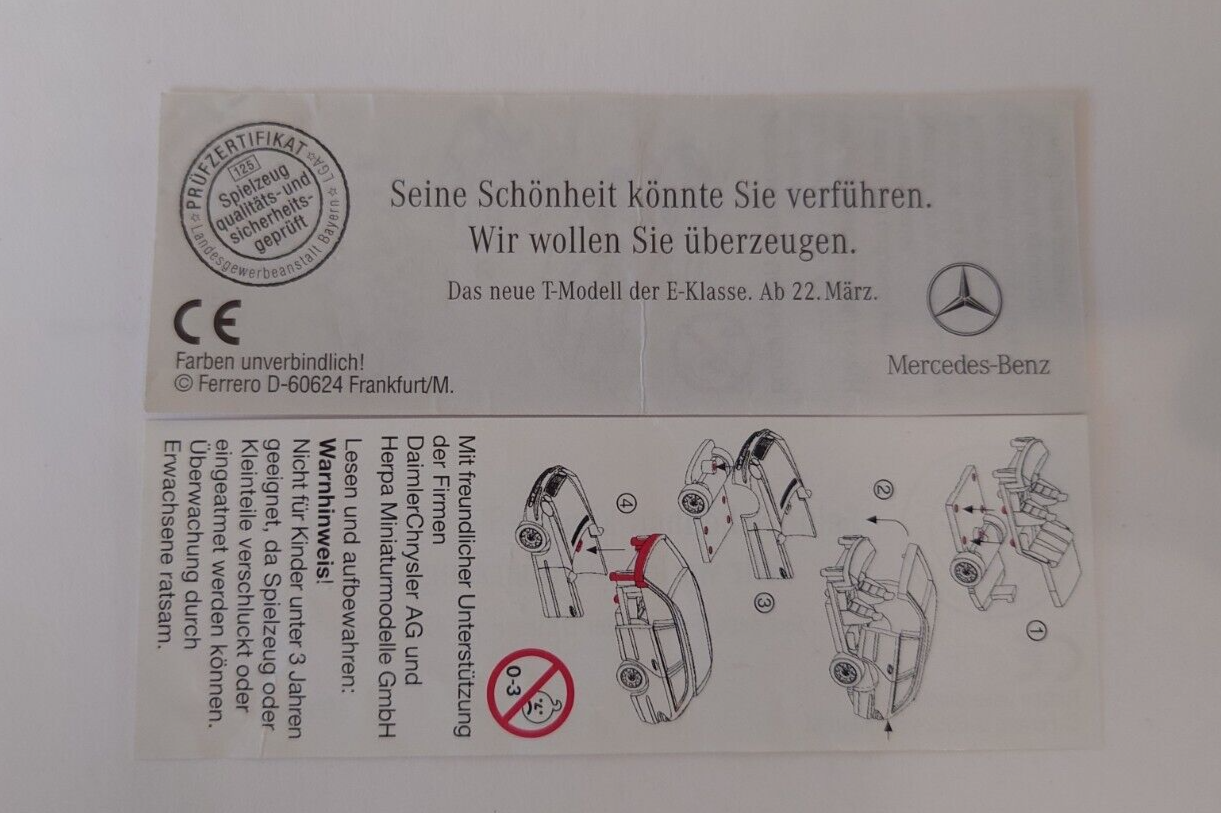 ☆ PRÜFZERTIFIKAT ☆
Landesgewerbeanstalt Bayern ☆ LGA
125
Spielzeug
qualitäts- und
sicherheits-
geprüft
CE
Farben unverbindlich!
© Ferrero D-60624 Frankfurt/M.
Seine Schönheit könnte Sie verführen.
Wir wollen Sie überzeugen.
Das neue T-Modell der E-Klasse. Ab 22. März.
Mercedes-Benz
①
②
③
④
0-3
Mit freundlicher Unterstützung
der Firmen
DaimlerChrysler AG und
Herpa Miniaturmodelle GmbH
Lesen und aufbewahren:
Warnhinweis!
Nicht für Kinder unter 3 Jahren
geeignet, da Spielzeug oder
Kleinteile verschluckt oder
eingeatmet werden können.
Überwachung durch
Erwachsene ratsam.